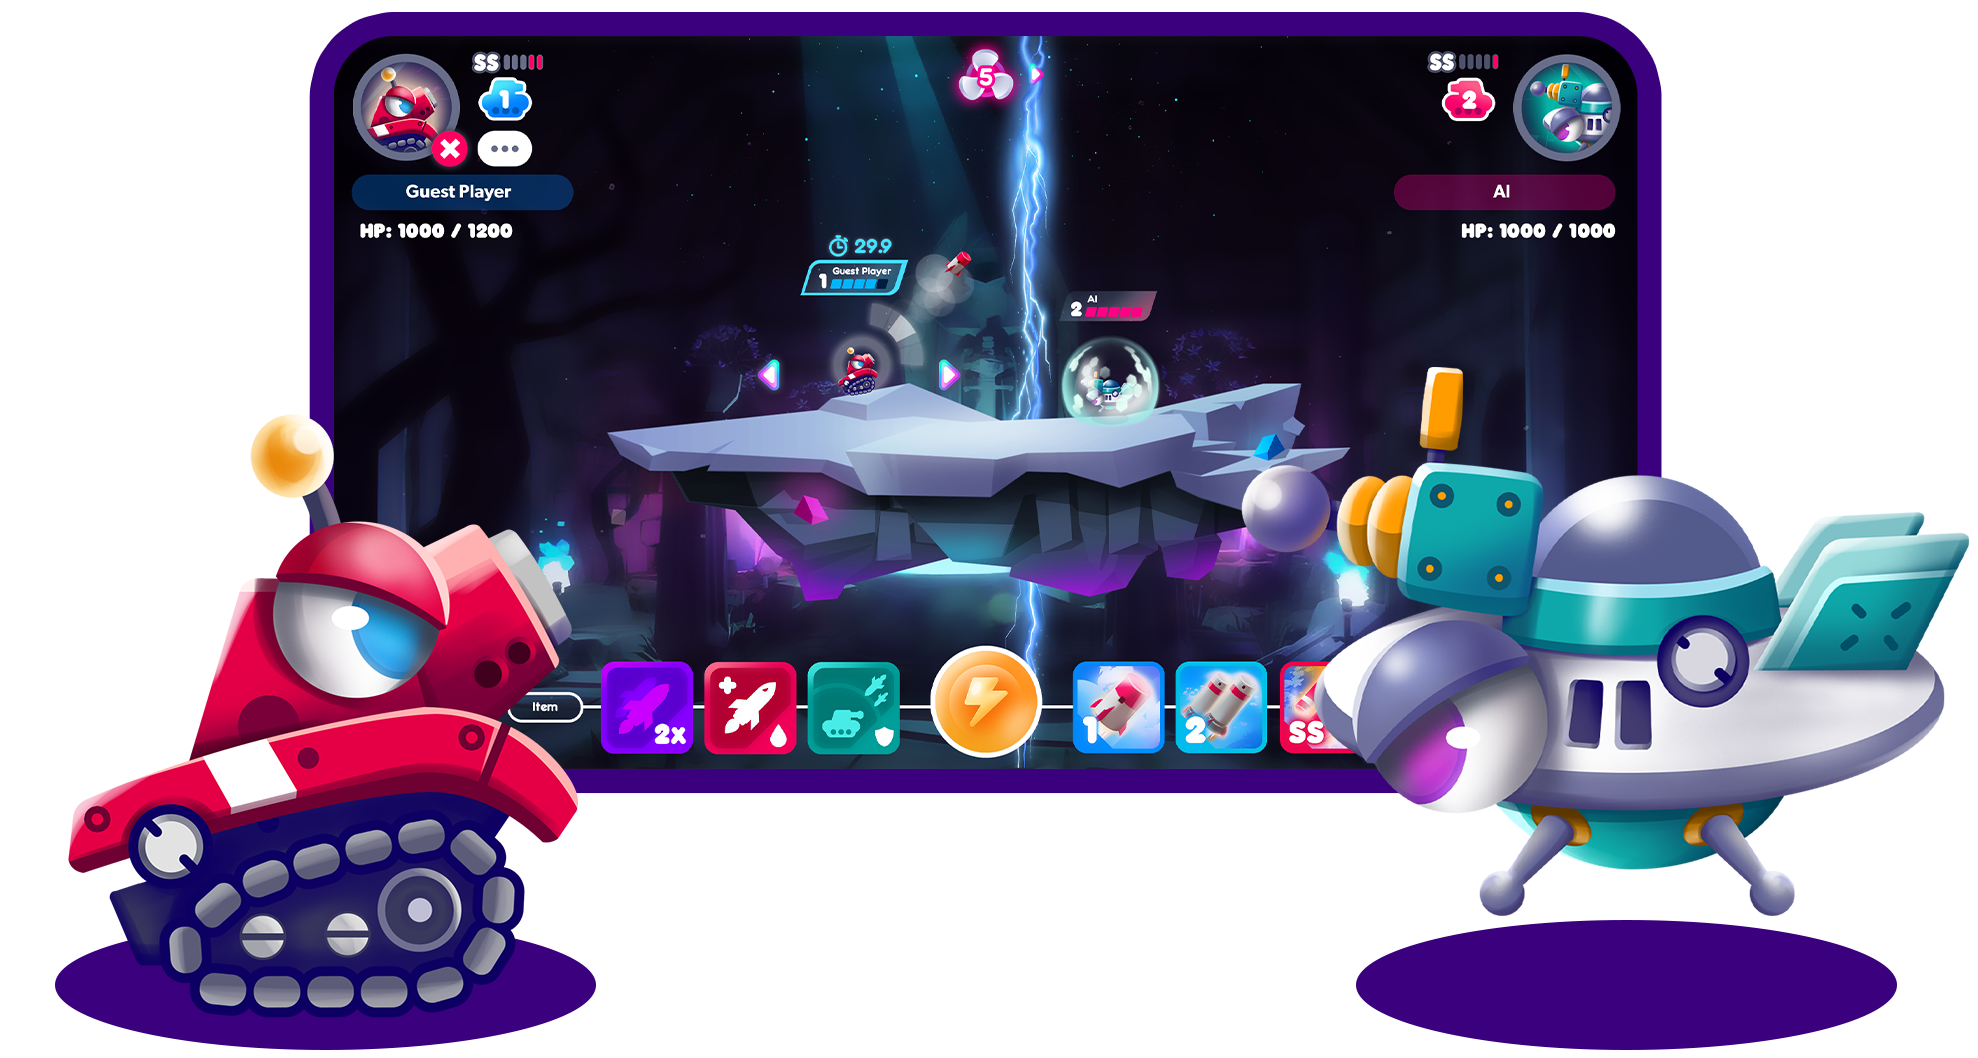 SS
1
Guest Player
HP: 1000 / 1200
5
SS
2
AI
HP: 1000 / 1000
29.9
1 Guest Player
2 AI
Item
2x
1
2
SS